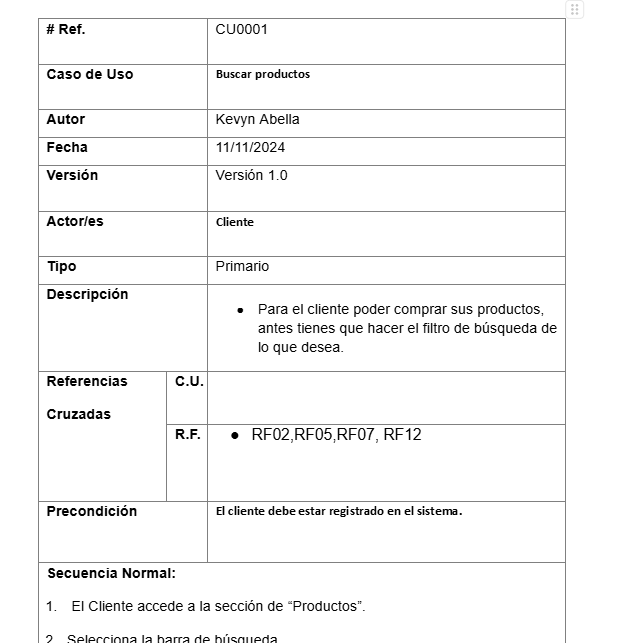 # Ref. CU0001
Caso de Uso Buscar productos
Autor Kevyn Abella
Fecha 11/11/2024
Versión Versión 1.0
Actor/es Cliente
Tipo Primario
Descripción
● Para el cliente poder comprar sus productos,
antes tienes que hacer el filtro de búsqueda de
lo que desea.
Referencias C.U.
Cruzadas
R.F. ● RF02,RF05,RF07, RF12
Precondición El cliente debe estar registrado en el sistema.
Secuencia Normal:
1. El Cliente accede a la sección de “Productos”.
2. Selecciona la barra de búsqueda